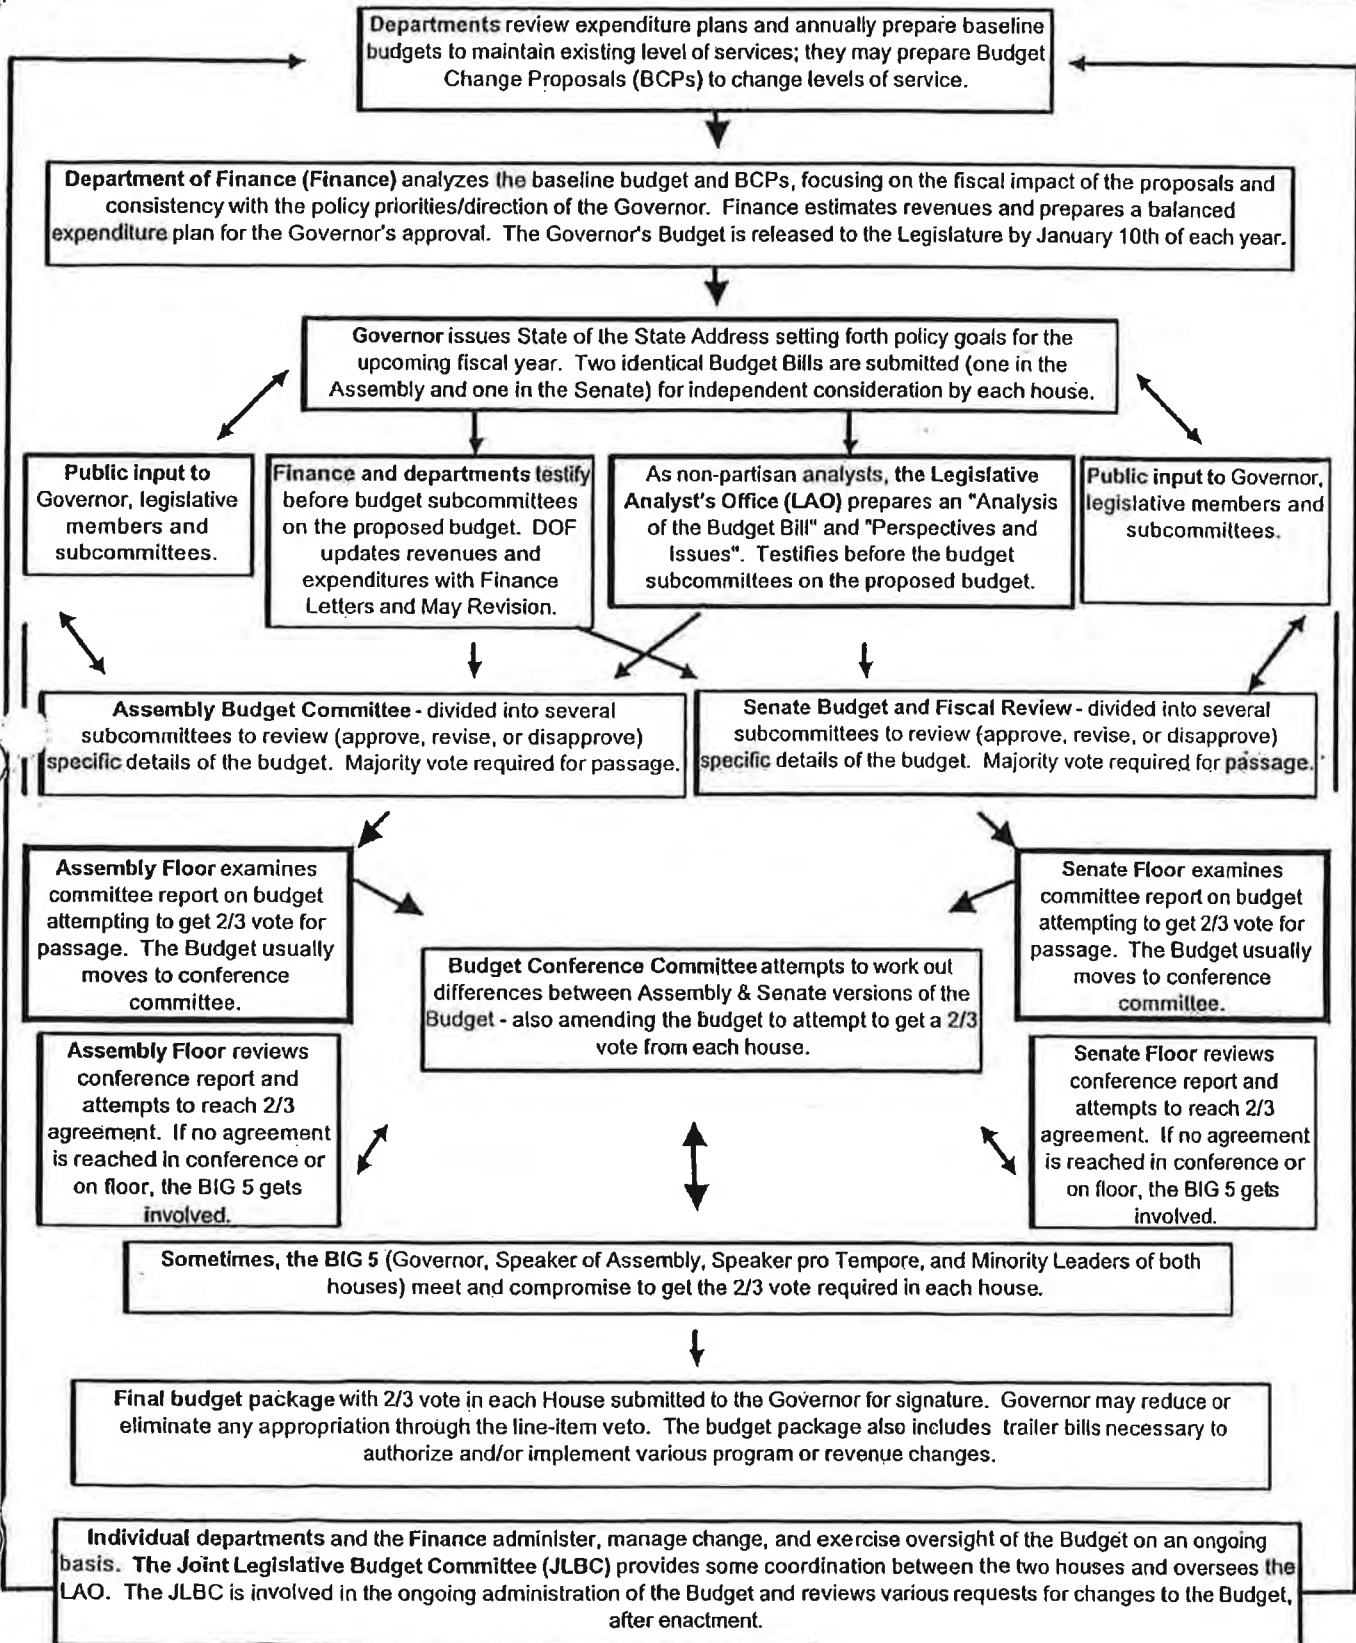 Departments review expenditure plans and annually prepare baseline
budgets to maintain existing level of services; they may prepare Budget
Change Proposals (BCPs) to change levels of service.
Department of Finance (Finance) analyzes the baseline budget and BCPs, focusing on the fiscal impact of the proposals and
consistency with the policy priorities/direction of the Governor. Finance estimates revenues and prepares a balanced
expenditure plan for the Governor's approval. The Governor's Budget is released to the Legislature by January 10th of each year.
Governor issues State of the State Address setting forth policy goals for the
upcoming fiscal year. Two identical Budget Bills are submitted (one in the
Assembly and one in the Senate) for independent consideration by each house.
Public input to
Governor, legislative
members and
subcommittees.
Finance and departments testify
before budget subcommittees
on the proposed budget. DOF
updates revenues and
expenditures with Finance
Letters and May Revision.
As non-partisan analysts, the Legislative
Analyst's Office (LAO) prepares an "Analysis
of the Budget Bill" and "Perspectives and
Issues". Testifies before the budget
subcommittees on the proposed budget.
Public input to Governor,
legislative members and
subcommittees.
Assembly Budget Committee - divided into several
subcommittees to review (approve, revise, or disapprove)
specific details of the budget. Majority vote required for passage.
Senate Budget and Fiscal Review - divided into several
subcommittees to review (approve, revise, or disapprove)
specific details of the budget. Majority vote required for passage.
Assembly Floor examines
committee report on budget
attempting to get 2/3 vote for
passage. The Budget usually
moves to conference
committee.
Senate Floor examines
committee report on budget
attempting to get 2/3 vote for
passage. The Budget usually
moves to conference
committee.
Budget Conference Committee attempts to work out
differences between Assembly & Senate versions of the
Budget - also amending the budget to attempt to get a 2/3
vote from each house.
Assembly Floor reviews
conference report and
attempts to reach 2/3
agreement. If no agreement
is reached in conference or
on floor, the BIG 5 gets
involved.
Senate Floor reviews
conference report and
attempts to reach 2/3
agreement. If no agreement
is reached in conference or
on floor, the BIG 5 gets
involved.
Sometimes, the BIG 5 (Governor, Speaker of Assembly, Speaker pro Tempore, and Minority Leaders of both
houses) meet and compromise to get the 2/3 vote required in each house.
Final budget package with 2/3 vote in each House submitted to the Governor for signature. Governor may reduce or
eliminate any appropriation through the line-item veto. The budget package also includes trailer bills necessary to
authorize and/or implement various program or revenue changes.
Individual departments and the Finance administer, manage change, and exercise oversight of the Budget on an ongoing
basis. The Joint Legislative Budget Committee (JLBC) provides some coordination between the two houses and oversees the
LAO. The JLBC is involved in the ongoing administration of the Budget and reviews various requests for changes to the Budget,
after enactment.